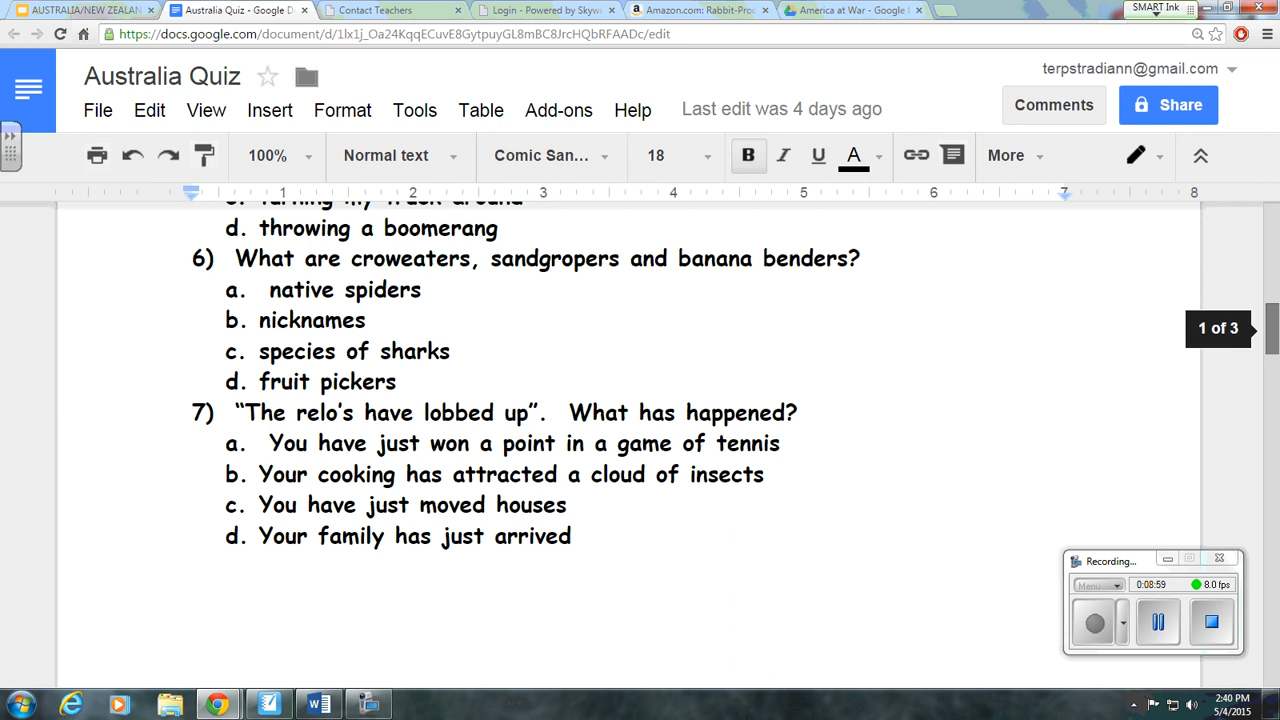 AUSTRALIA/NEW ZEALAN
Australia Quiz - Google D
Contact Teachers
Login - Powered by Skyw
Amazon.com: Rabbit-Pro
America at War - Google
SMART Ink
https://docs.google.com/document/d/1lx1j_Oa24KqqECuvE8GytpuyGL8mBC8JrcHQbRFAADc/edit
Australia Quiz
terpstradiann@gmail.com
File Edit View Insert Format Tools Table Add-ons Help Last edit was 4 days ago
Comments
Share
100% Normal text Comic San... 18 B I U A More
1 2 3 4 5 6 7 8
d. throwing a boomerang
6) What are croweaters, sandgropers and banana benders?
a. native spiders
b. nicknames
c. species of sharks
d. fruit pickers
1 of 3
7) “The relo’s have lobbed up”. What has happened?
a. You have just won a point in a game of tennis
b. Your cooking has attracted a cloud of insects
c. You have just moved houses
d. Your family has just arrived
Recording...
Menu 0:08:59 8.0 fps
2:40 PM
5/4/2015